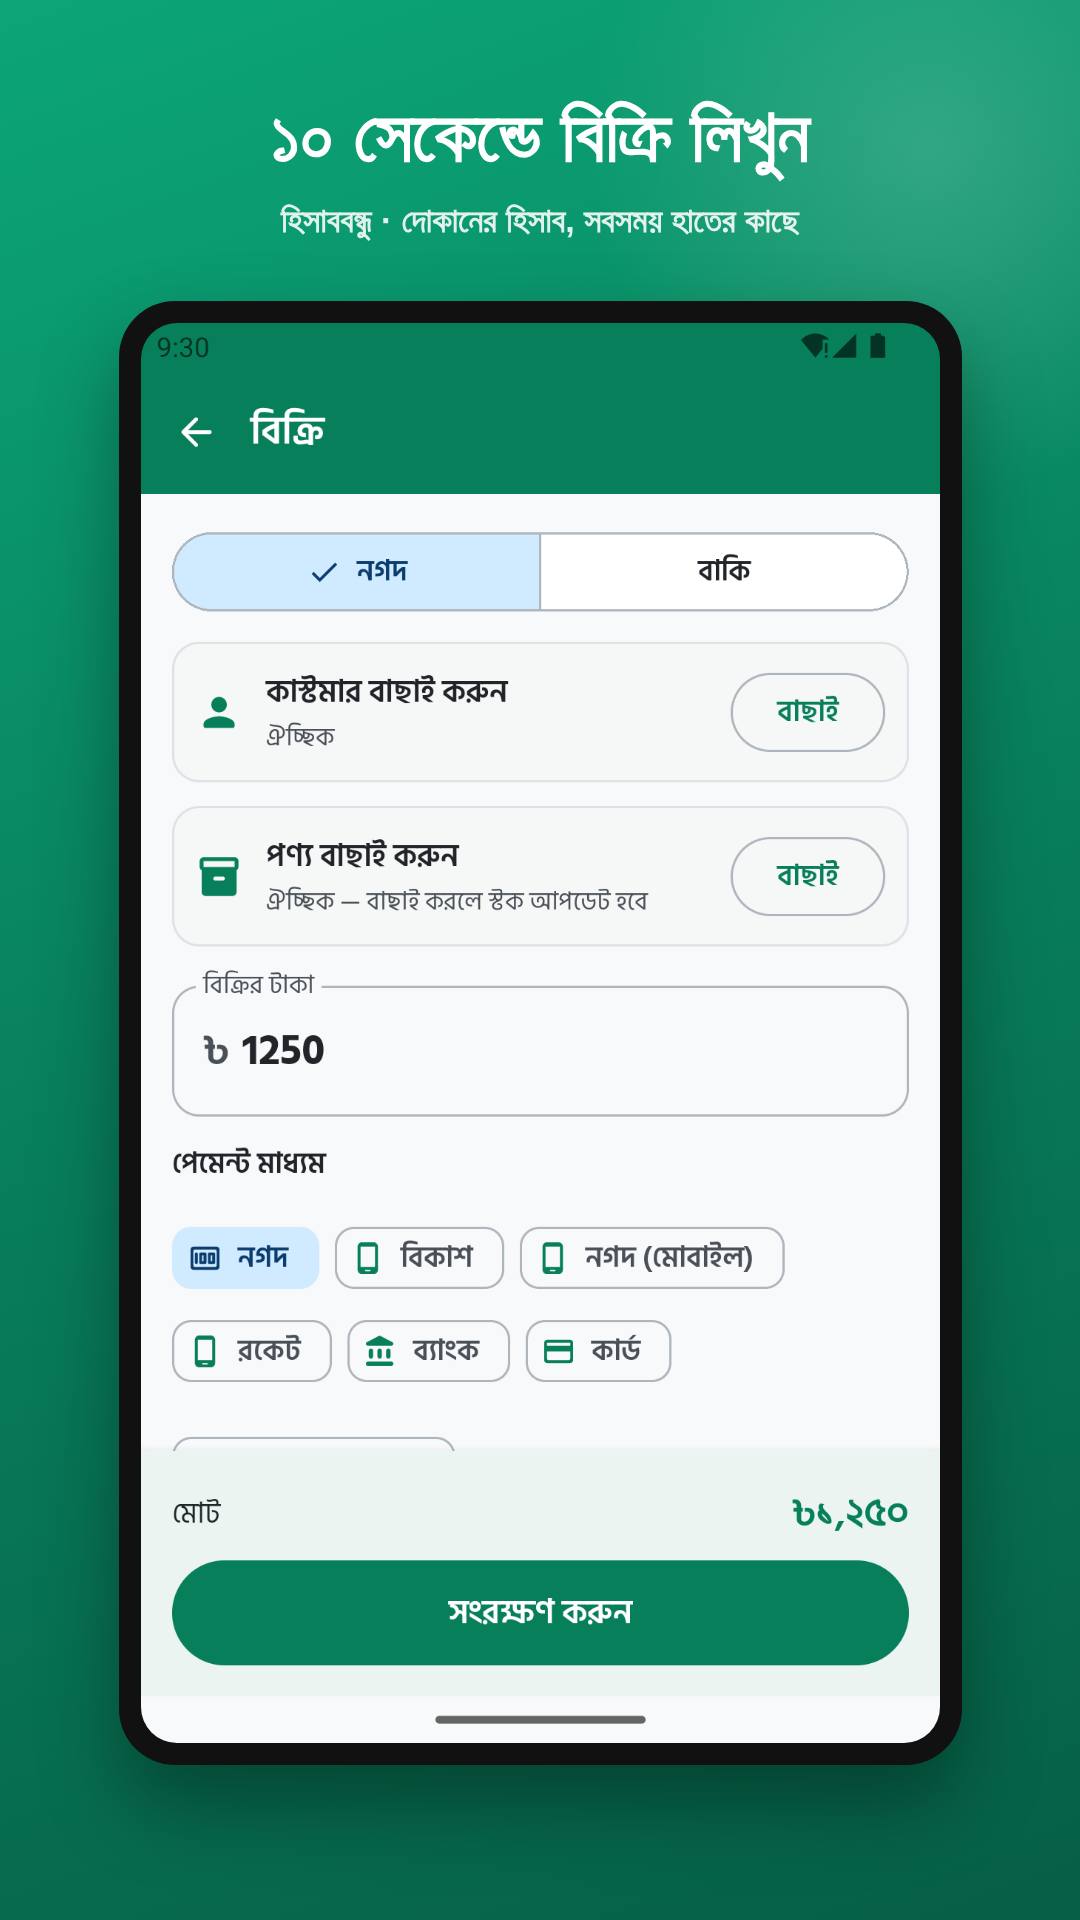 ১০ সেকেন্ডে বিক্রি লিখুন
হিসাববন্ধু · দোকানের হিসাব, সবসময় হাতের কাছে
9:30
বিক্রি
নগদ
বাকি
কাস্টমার বাছাই করুন
ঐচ্ছিক
বাছাই
পণ্য বাছাই করুন
ঐচ্ছিক — বাছাই করলে স্টক আপডেট হবে
বাছাই
বিক্রির টাকা
৳ 1250
পেমেন্ট মাধ্যম
নগদ
বিকাশ
নগদ (মোবাইল)
রকেট
ব্যাংক
কার্ড
মোট
৳১,২৫০
সংরক্ষণ করুন